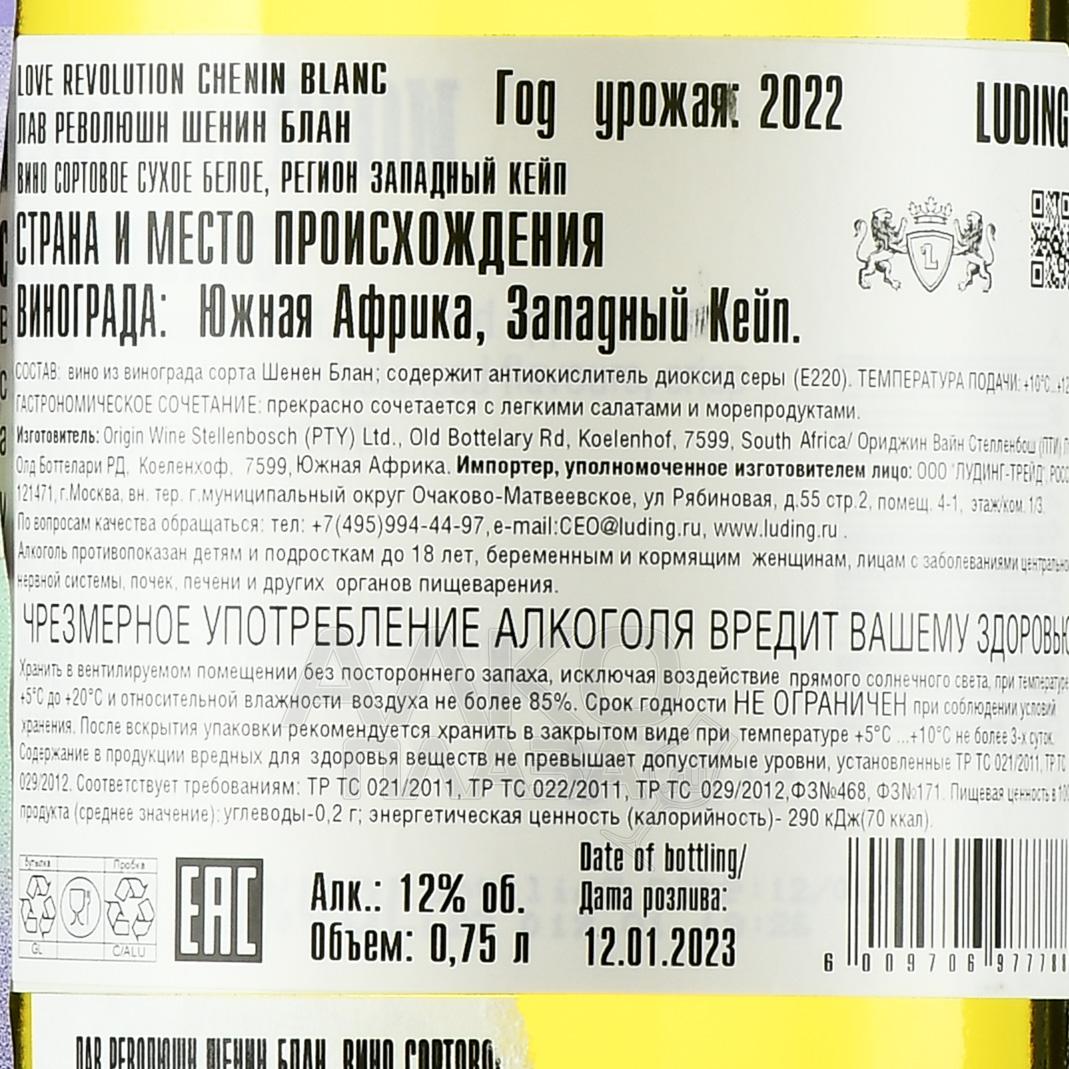 LOVE REVOLUTION CHENIN BLANC
ЛАВ РЕВОЛЮШН ШЕНИН БЛАН
Год урожая: 2022
LUDING
ВИНО СОРТОВОЕ СУХОЕ БЕЛОЕ, РЕГИОН ЗАПАДНЫЙ КЕЙП
СТРАНА И МЕСТО ПРОИСХОЖДЕНИЯ
ВИНОГРАДА: Южная Африка, Западный Кейп.
СОСТАВ: вино из винограда сорта Шенен Блан; содержит антиокислитель диоксид серы (Е220). ТЕМПЕРАТУРА ПОДАЧИ: +10°С...+12
ГАСТРОНОМИЧЕСКОЕ СОЧЕТАНИЕ: прекрасно сочетается с легкими салатами и морепродуктами.
Изготовитель: Origin Wine Stellenbosch (PTY) Ltd., Old Bottelary Rd, Koelenhof, 7599, South Africa/ Ориджин Вайн Стелленбош (ПТИ)
Олд Боттелари РД, Коеленхоф, 7599, Южная Африка. Импортер, уполномоченное изготовителем лицо: ООО "ЛУДИНГ-ТРЕЙД",
121471, г.Москва, вн. тер. г.муниципальный округ Очаково-Матвеевское, ул Рябиновая, д.55 стр.2, помещ. 4-1, этаж/ком. 1/3.
По вопросам качества обращаться: тел: +7(495)994-44-97,e-mail:CEO@luding.ru, www.luding.ru .
Алкоголь противопоказан детям и подросткам до 18 лет, беременным и кормящим женщинам, лицам с заболеваниями центрально
нервной системы, почек, печени и других органов пищеварения.
ЧРЕЗМЕРНОЕ УПОТРЕБЛЕНИЕ АЛКОГОЛЯ ВРЕДИТ ВАШЕМУ ЗДОРОВЬЮ
Хранить в вентилируемом помещении без постороннего запаха, исключая воздействие прямого солнечного света, при температуре
+5°С до +20°С и относительной влажности воздуха не более 85%. Срок годности НЕ ОГРАНИЧЕН при соблюдении условий
хранения. После вскрытия упаковки рекомендуется хранить в закрытом виде при температуре +5°С ...+10°С не более 3-х суток.
Содержание в продукции вредных для здоровья веществ не превышает допустимые уровни, установленные ТР ТС 021/2011, ТР ТС
029/2012. Соответствует требованиям: ТР ТС 021/2011, ТР ТС 022/2011, ТР ТС 029/2012,ФЗ№468, ФЗ№171. Пищевая ценность в 100
продукта (среднее значение): углеводы-0,2 г; энергетическая ценность (калорийность)- 290 кДж(70 ккал).
бутылка Пробка
GL C/ALU
EAC
Алк.: 12% об.
Объем: 0,75 л
Date of bottling/
Дата розлива:
12.01.2023
6 009706 977788
ЛАВ РЕВОЛЮШН ШЕНИН БЛАН. ВИНО СОРТОВО